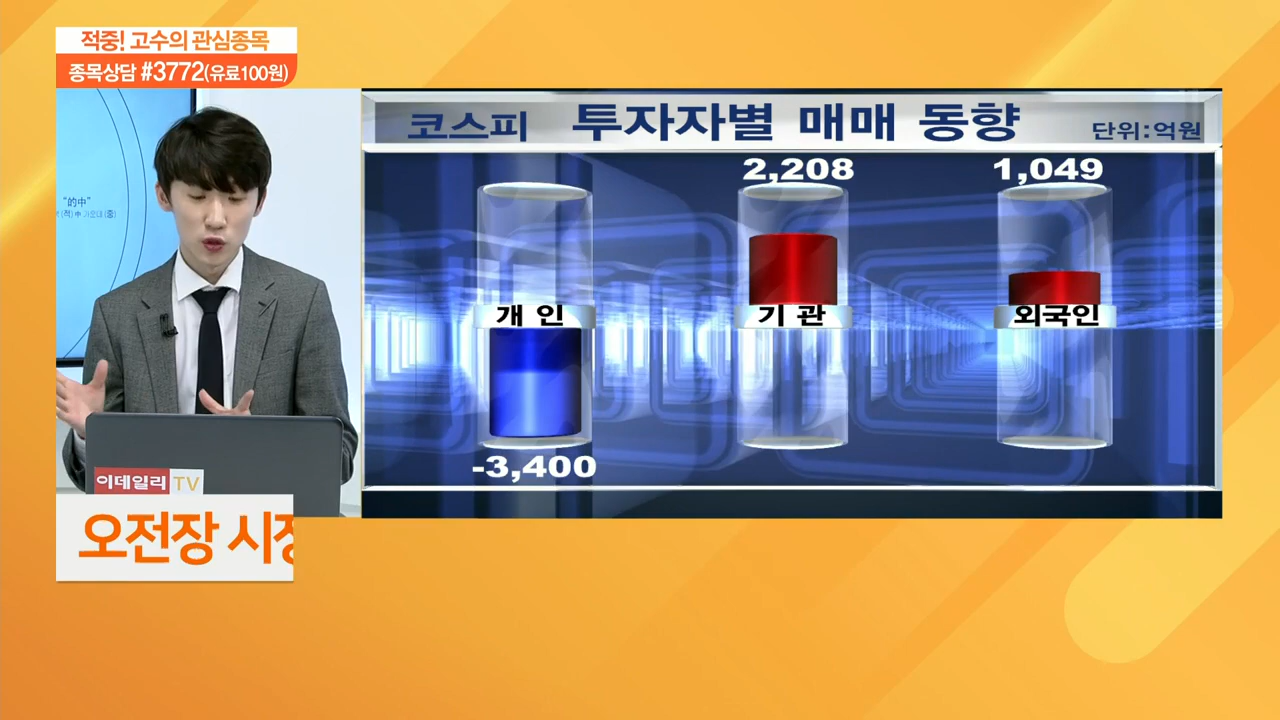 적중! 고수의 관심종목
종목상담 #3772(유료100원)
"的中"
코스피 투자자별 매매 동향 단위:억원
2,208 1,049
개인 기관 외국인
-3,400
이데일리 TV
오전장 시장